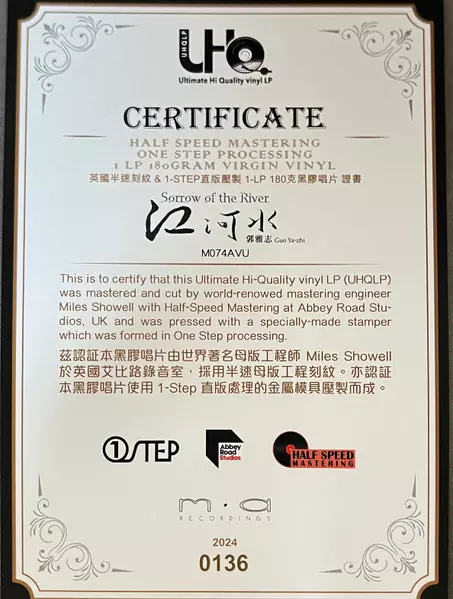 UHQLP
UHQ
Ultimate Hi Quality vinyl LP
CERTIFICATE
HALF SPEED MASTERING
ONE STEP PROCESSING
1 LP 180GRAM VIRGIN VINYL
英國半速刻紋 & 1-STEP直版壓製 1-LP 180克黑膠唱片 證書
Sorrow of the River
江河水
郭雅志 Guo Ya-zhi
M074AVU
This is to certify that this Ultimate Hi-Quality vinyl LP (UHQLP)
was mastered and cut by world-renowed mastering engineer
Miles Showell with Half-Speed Mastering at Abbey Road Stu-
dios, UK and was pressed with a specially-made stamper
which was formed in One Step processing.
茲認証本黑膠唱片由世界著名母版工程師 Miles Showell
於英國艾比路錄音室，採用半速母版工程刻紋。亦認証
本黑膠唱片使用 1-Step 直版處理的金屬模具壓製而成。
1STEP
Abbey
Road
Studios
HALF SPEED
MASTERING
m·a
RECORDINGS
2024
0136